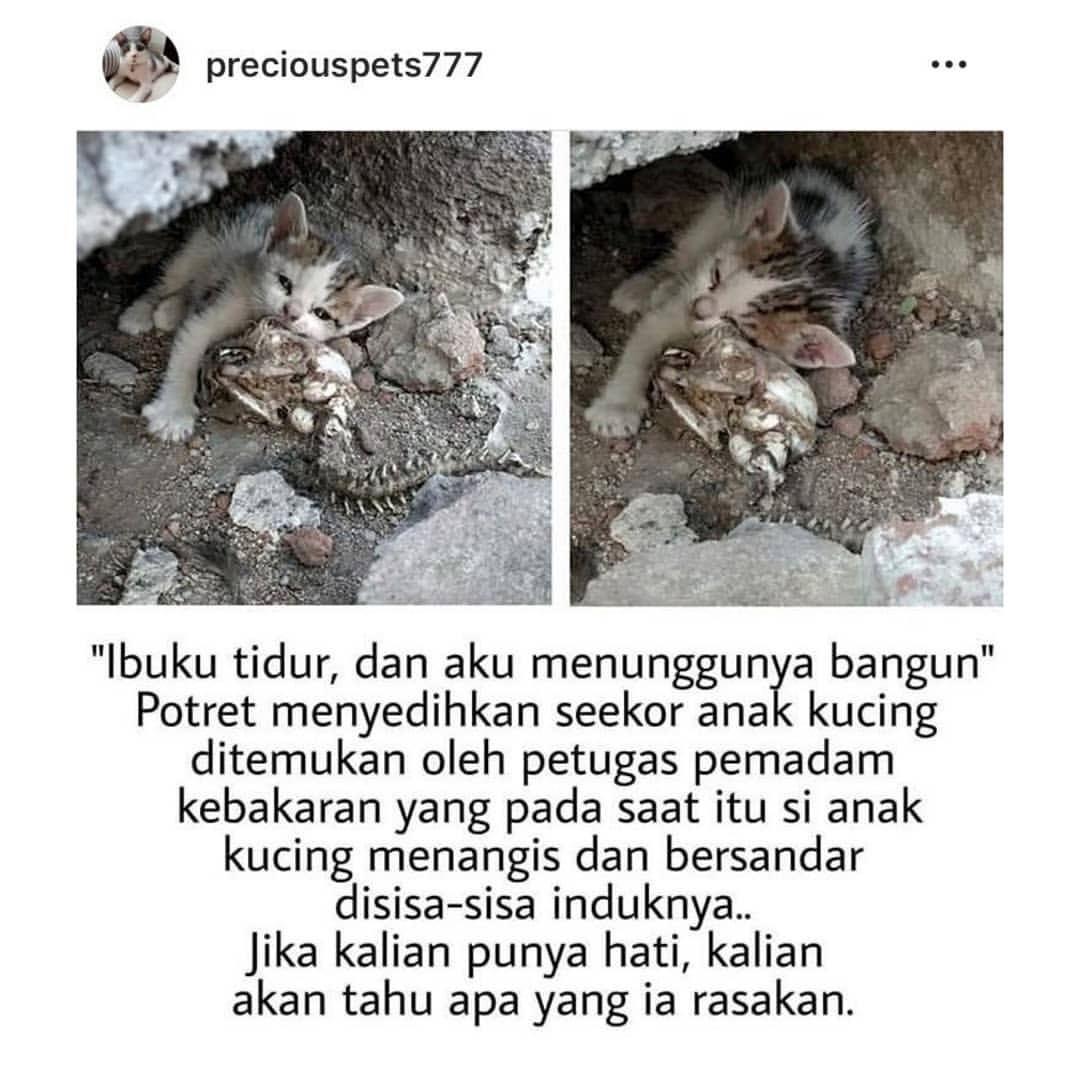 preciouspets777
"Ibuku tidur, dan aku menunggunya bangun"
Potret menyedihkan seekor anak kucing
ditemukan oleh petugas pemadam
kebakaran yang pada saat itu si anak
kucing menangis dan bersandar
disisa-sisa induknya..
Jika kalian punya hati, kalian
akan tahu apa yang ia rasakan.